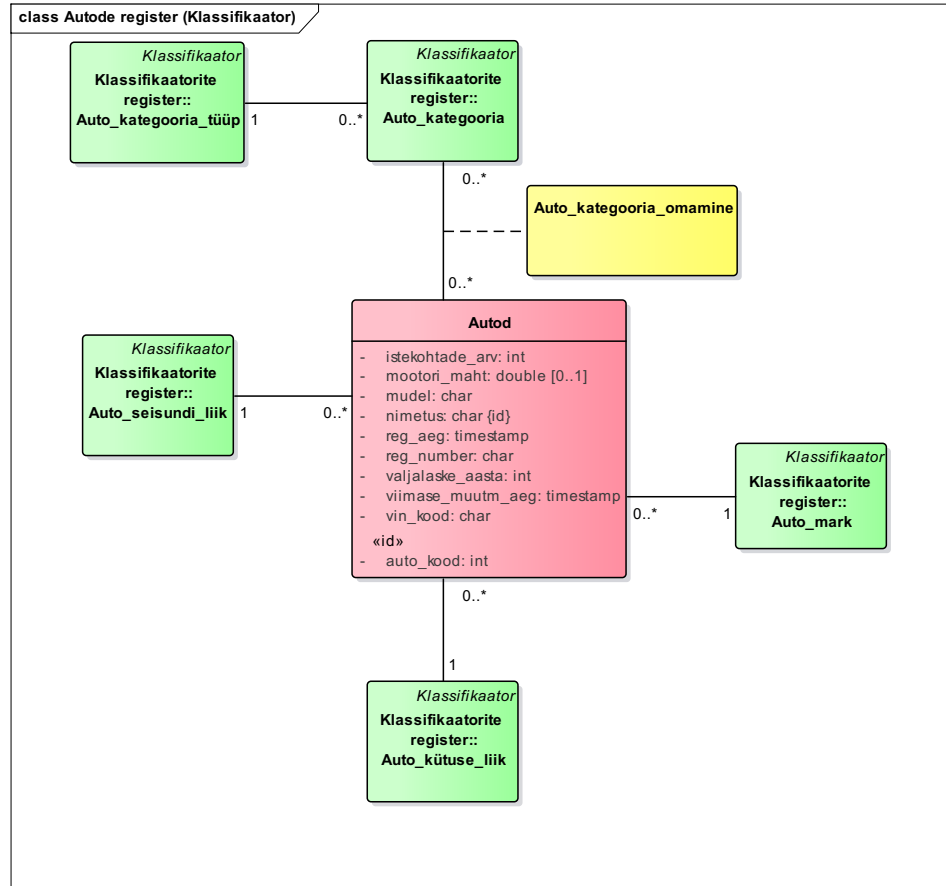 class Autode register (Klassifikaator)
Klassifikaator
Klassifikaatorite
register::
Auto_kategooria_tüüp
1
0..*
Klassifikaator
Klassifikaatorite
register::
Auto_kategooria
0..*
Auto_kategooria_omamine
0..*
Klassifikaator
Klassifikaatorite
register::
Auto_seisundi_liik
1
0..*
Autod
- istekohtade_arv: int
- mootori_maht: double [0..1]
- mudel: char
- nimetus: char {id}
- reg_aeg: timestamp
- reg_number: char
- valjalaske_aasta: int
- viimase_muutm_aeg: timestamp
- vin_kood: char
«id»
- auto_kood: int
0..*
1
Klassifikaator
Klassifikaatorite
register::
Auto_mark
0..*
1
Klassifikaator
Klassifikaatorite
register::
Auto_kütuse_liik